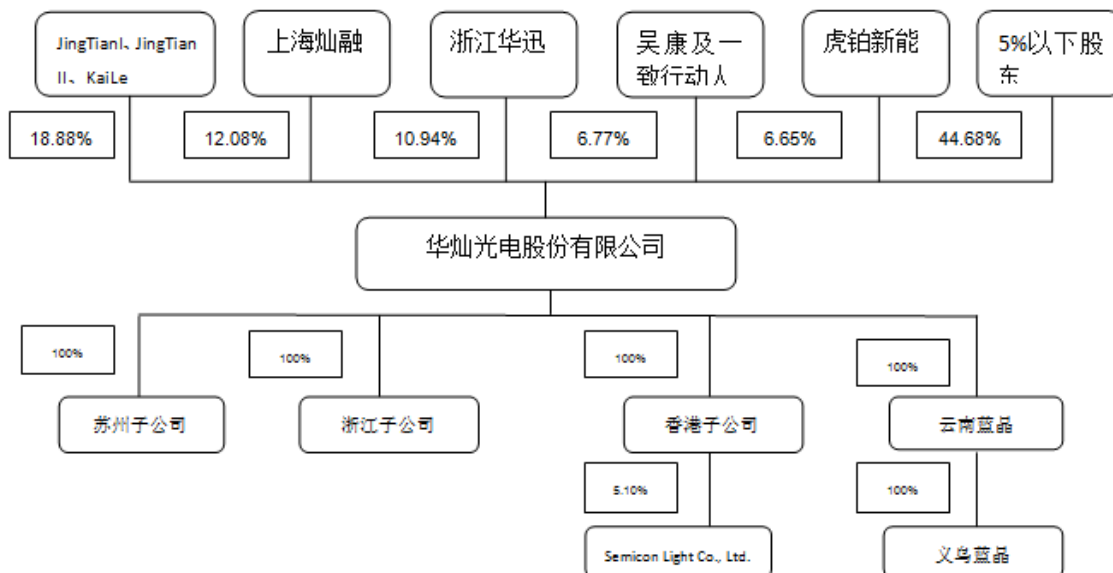 JingTianI、JingTian
II、KaiLe
上海灿融
浙江华迅
吴康及一
致行动人
虎铂新能
5%以下股
东
18.88%
12.08%
10.94%
6.77%
6.65%
44.68%
华灿光电股份有限公司
100%
100%
100%
100%
苏州子公司
浙江子公司
香港子公司
云南蓝晶
5.10%
100%
Semicon Light Co., Ltd.
义乌蓝晶